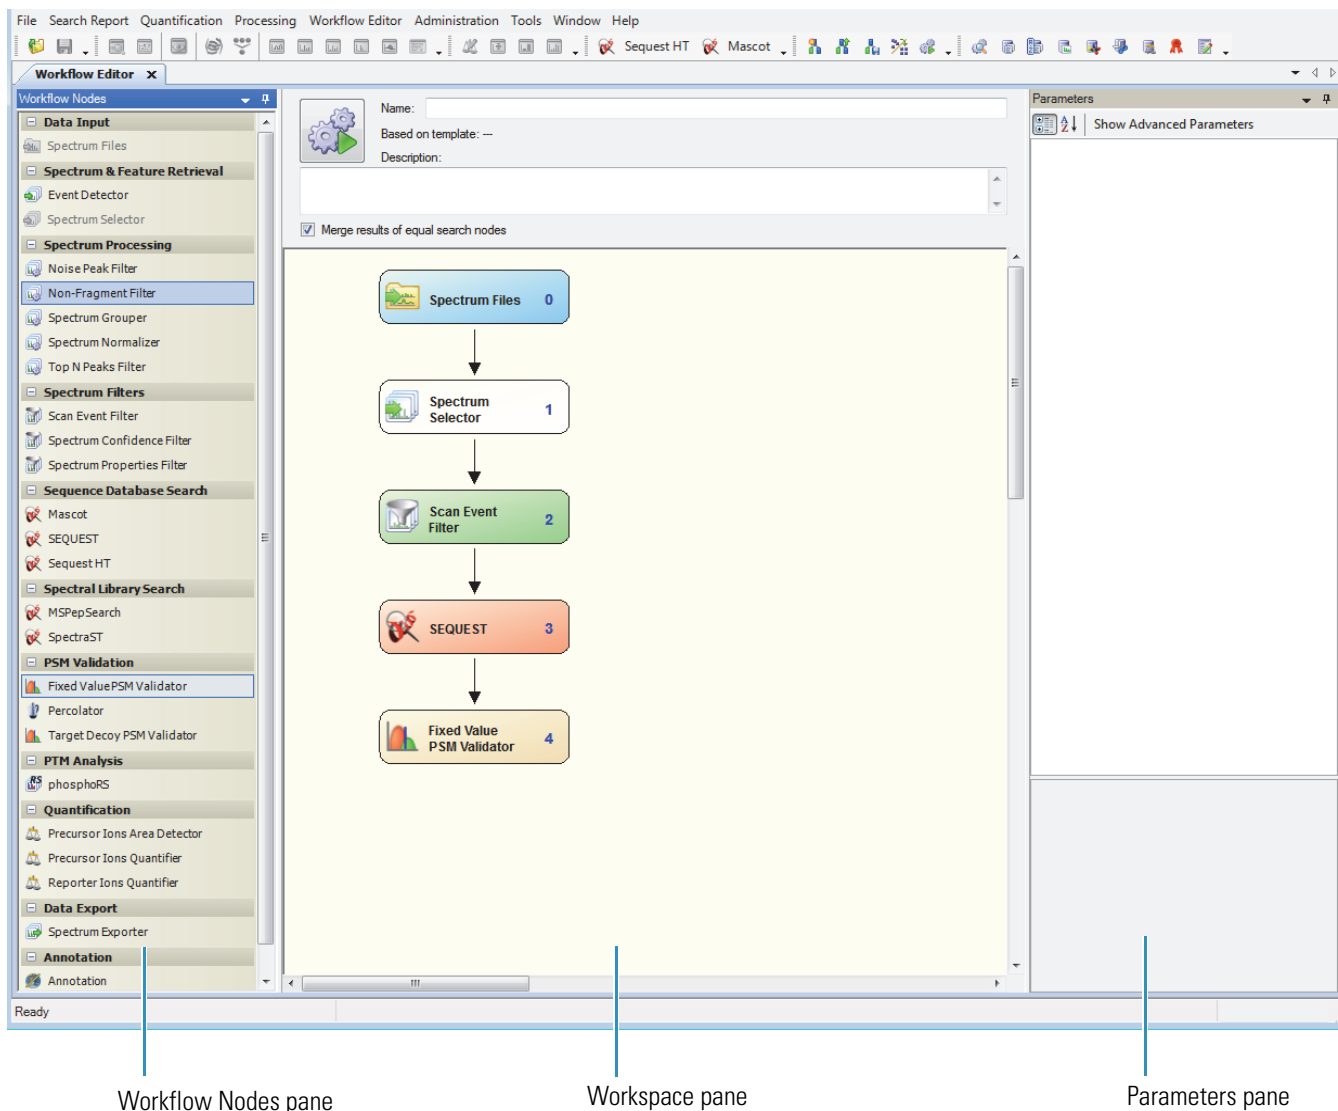 File Search Report Quantification Processing Workflow Editor Administration Tools Window Help
Sequest HT Mascot
Workflow Editor x
Workflow Nodes
Data Input
Spectrum Files
Spectrum & Feature Retrieval
Event Detector
Spectrum Selector
Spectrum Processing
Noise Peak Filter
Non-Fragment Filter
Spectrum Grouper
Spectrum Normalizer
Top N Peaks Filter
Spectrum Filters
Scan Event Filter
Spectrum Confidence Filter
Spectrum Properties Filter
Sequence Database Search
Mascot
SEQUEST
Sequest HT
Spectral Library Search
MSPepSearch
SpectraST
PSM Validation
Fixed Value PSM Validator
Percolator
Target Decoy PSM Validator
PTM Analysis
phosphoRS
Quantification
Precursor Ions Area Detector
Precursor Ions Quantifier
Reporter Ions Quantifier
Data Export
Spectrum Exporter
Annotation
Annotation
Name:
Based on template: ---
Description:
Merge results of equal search nodes
Spectrum Files 0
Spectrum
Selector 1
Scan Event
Filter 2
SEQUEST 3
Fixed Value
PSM Validator 4
Parameters
Show Advanced Parameters
Ready
Workflow Nodes pane
Workspace pane
Parameters pane